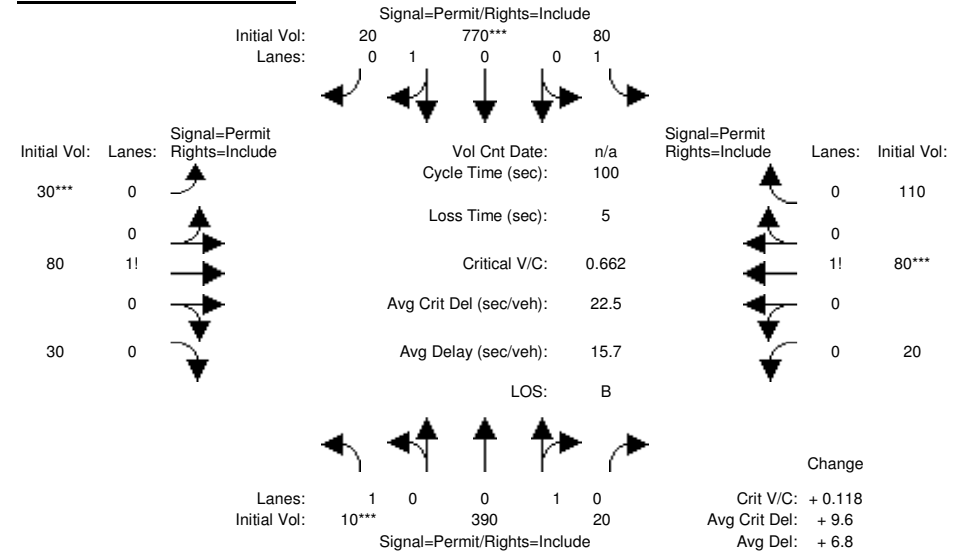 Signal=Permit/Rights=Include
Initial Vol: 20 770*** 80
Lanes: 0 1 0 0 1
Signal=Permit
Rights=Include
Initial Vol: Lanes:
Vol Cnt Date: n/a
Signal=Permit
Rights=Include
Lanes: Initial Vol:
Cycle Time (sec): 100
30*** 0
0 110
Loss Time (sec): 5
0
0
80 1!
Critical V/C: 0.662
1! 80***
0
Avg Crit Del (sec/veh): 22.5
0
30 0
Avg Delay (sec/veh): 15.7
0 20
LOS: B
Lanes: 1 0 0 1 0
Initial Vol: 10*** 390 20
Signal=Permit/Rights=Include
Change
Crit V/C: + 0.118
Avg Crit Del: + 9.6
Avg Del: + 6.8